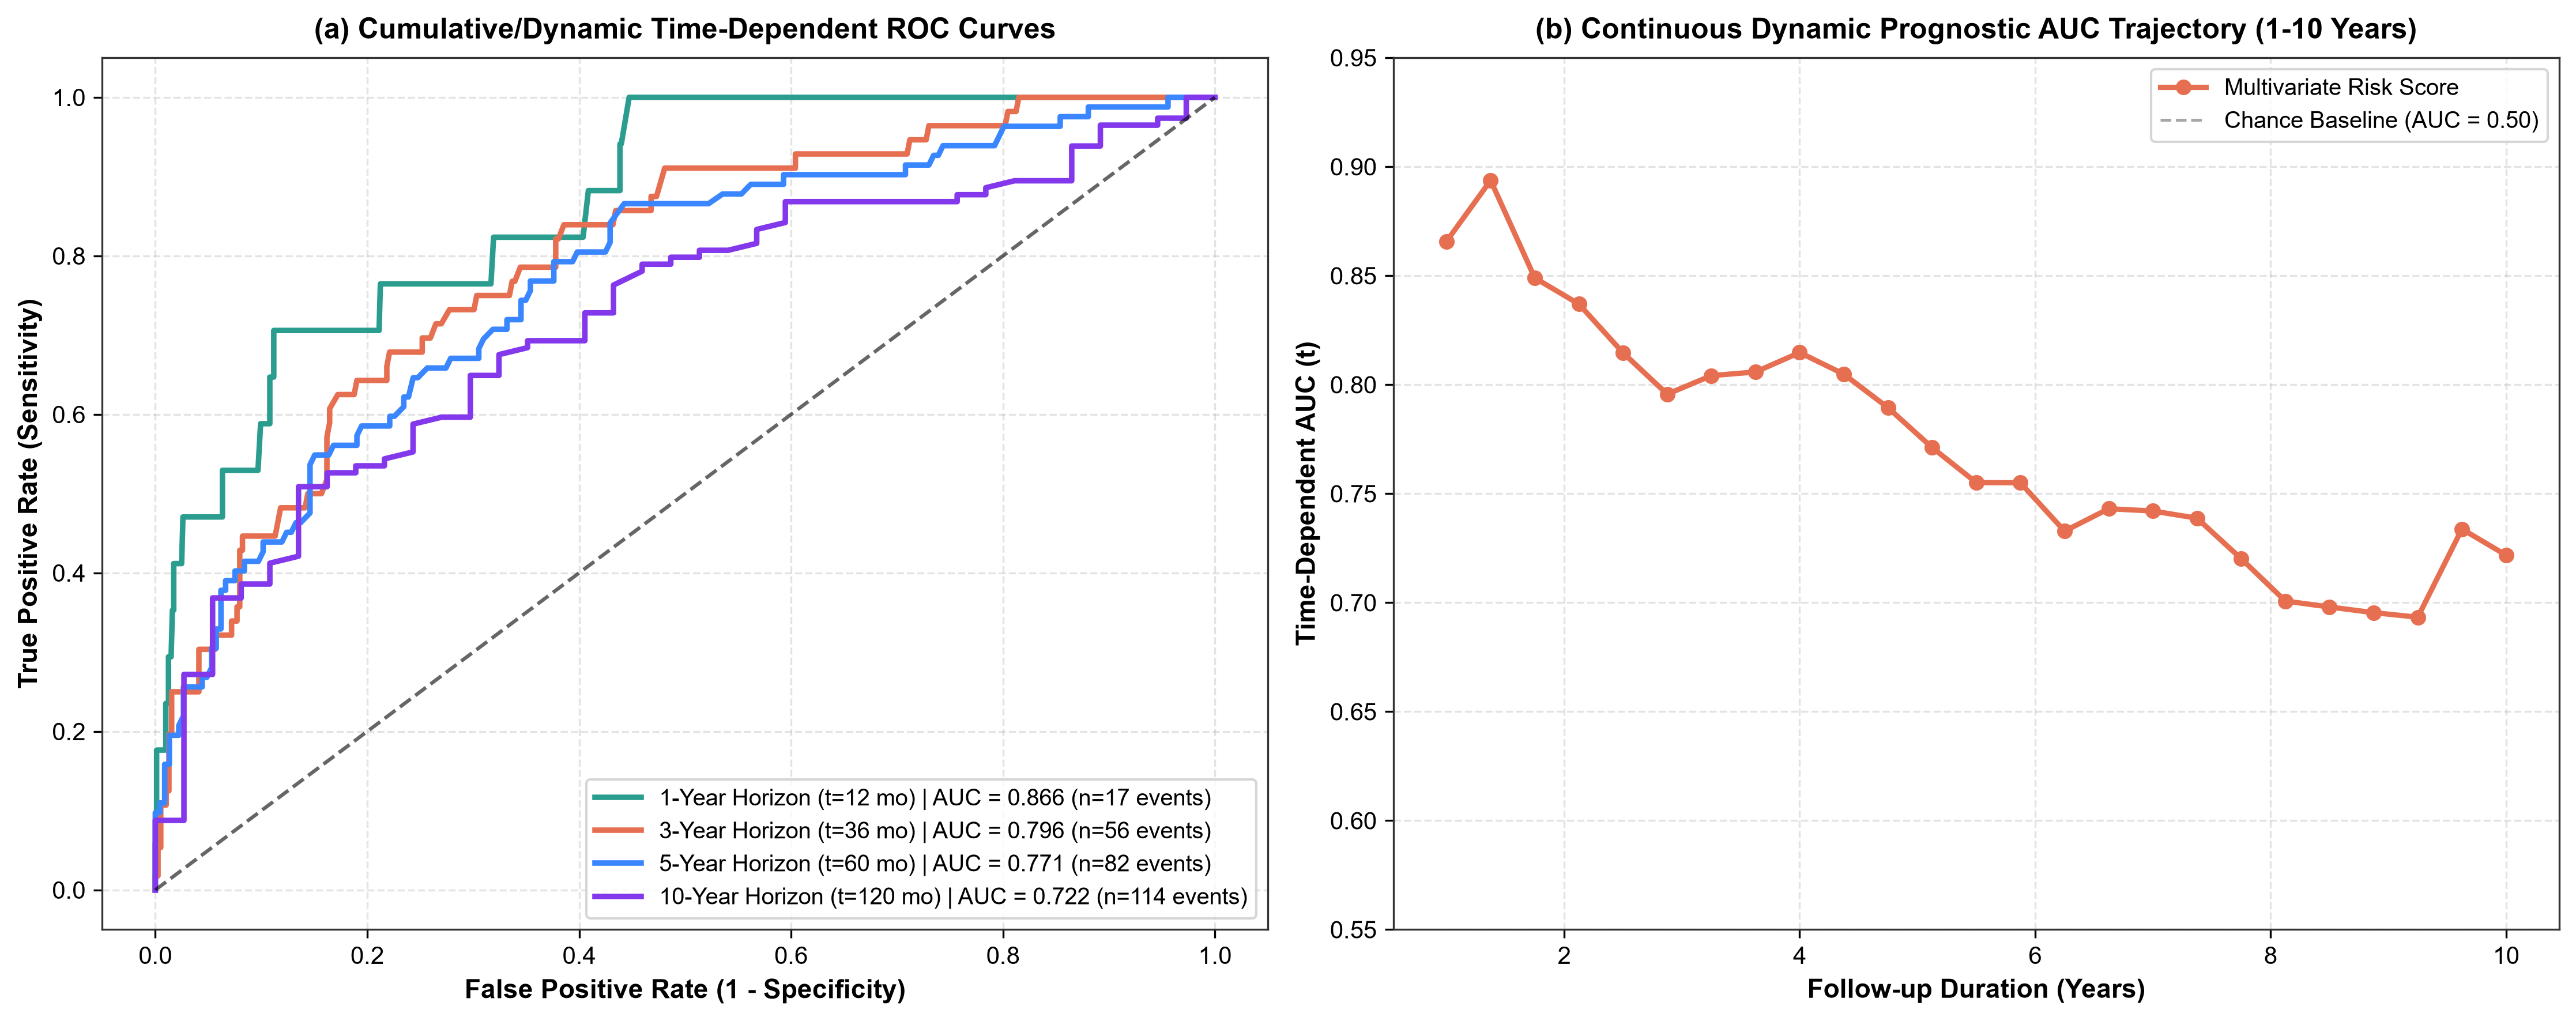 (a) Cumulative/Dynamic Time-Dependent ROC Curves
True Positive Rate (Sensitivity)
1.0
0.8
0.6
0.4
0.2
0.0
1-Year Horizon (t=12 mo) | AUC = 0.866 (n=17 events)
3-Year Horizon (t=36 mo) | AUC = 0.796 (n=56 events)
5-Year Horizon (t=60 mo) | AUC = 0.771 (n=82 events)
10-Year Horizon (t=120 mo) | AUC = 0.722 (n=114 events)
0.0 0.2 0.4 0.6 0.8 1.0
False Positive Rate (1 - Specificity)
(b) Continuous Dynamic Prognostic AUC Trajectory (1-10 Years)
Time-Dependent AUC (t)
0.95
0.90
0.85
0.80
0.75
0.70
0.65
0.60
0.55
Multivariate Risk Score
Chance Baseline (AUC = 0.50)
2 4 6 8 10
Follow-up Duration (Years)